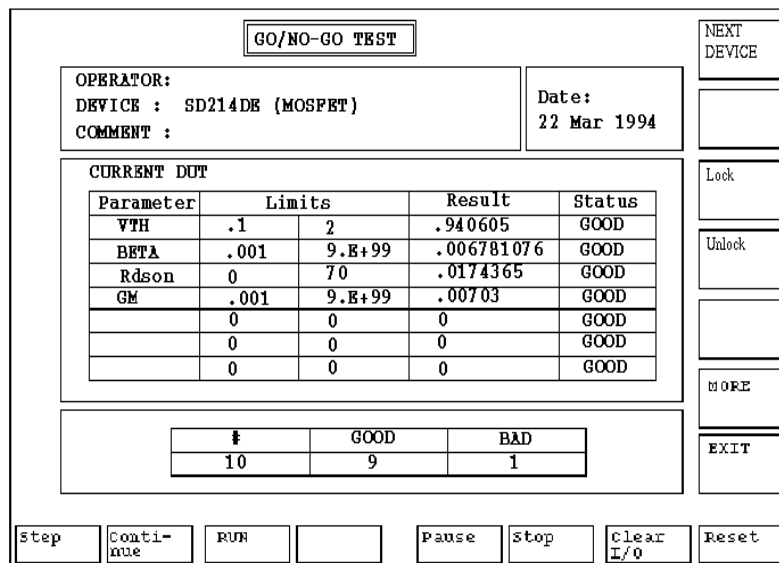 GO/NO-GO TEST
NEXT
DEVICE
OPERATOR:
DEVICE : SD214DE (MOSFET)
COMMENT :
Date:
22 Mar 1994
CURRENT DUT
Parameter Limits Result Status
VTH .1 2 .940605 GOOD
BETA .001 9.E+99 .006781076 GOOD
Rdson 0 70 .0174365 GOOD
GM .001 9.E+99 .00703 GOOD
0 0 0 GOOD
0 0 0 GOOD
0 0 0 GOOD
# GOOD BAD
10 9 1
Lock
Unlock
MORE
EXIT
Step
Conti-
nue
RUN
Pause
Stop
Clear
I/O
Reset